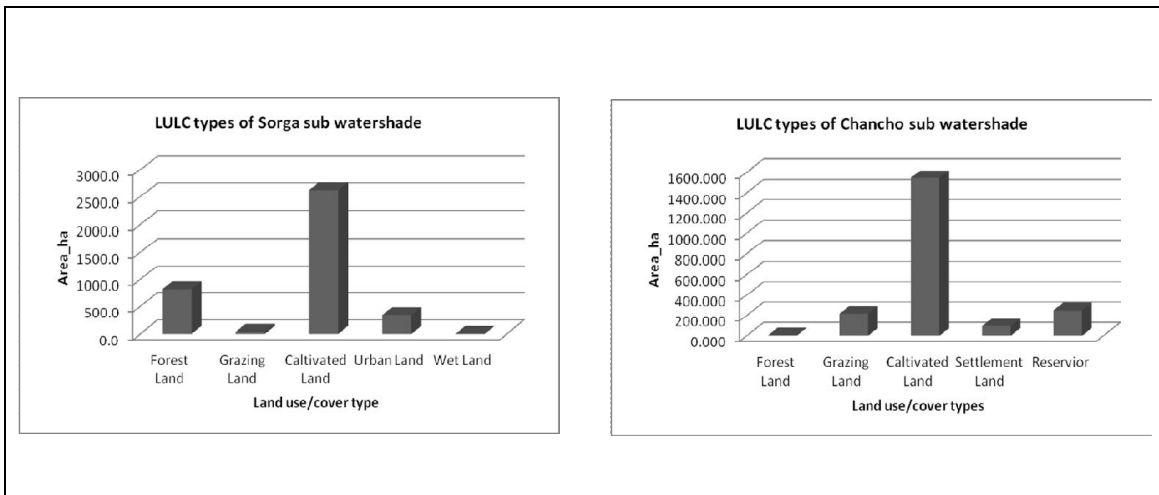 LULC types of Sorga sub watershade
Area_ha
3000.0
2500.0
2000.0
1500.0
1000.0
500.0
0.0
Forest Land
Grazing Land
Caltivated Land
Urban Land
Wet Land
Land use/cover type
LULC types of Chancho sub watershade
Area_ha
1600.000
1400.000
1200.000
1000.000
800.000
600.000
400.000
200.000
0.000
Forest Land
Grazing Land
Caltivated Land
Settlement Land
Reservior
Land use/cover types